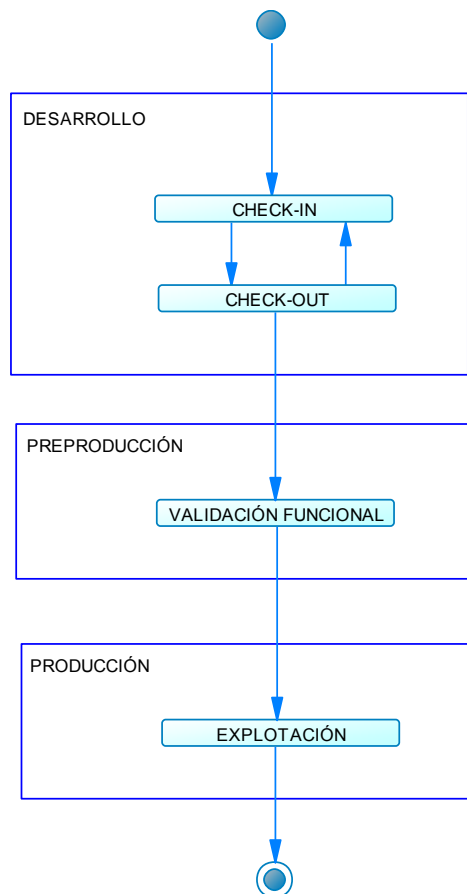 DESARROLLO
CHECK-IN
CHECK-OUT
PREPRODUCCIÓN
VALIDACIÓN FUNCIONAL
PRODUCCIÓN
EXPLOTACIÓN